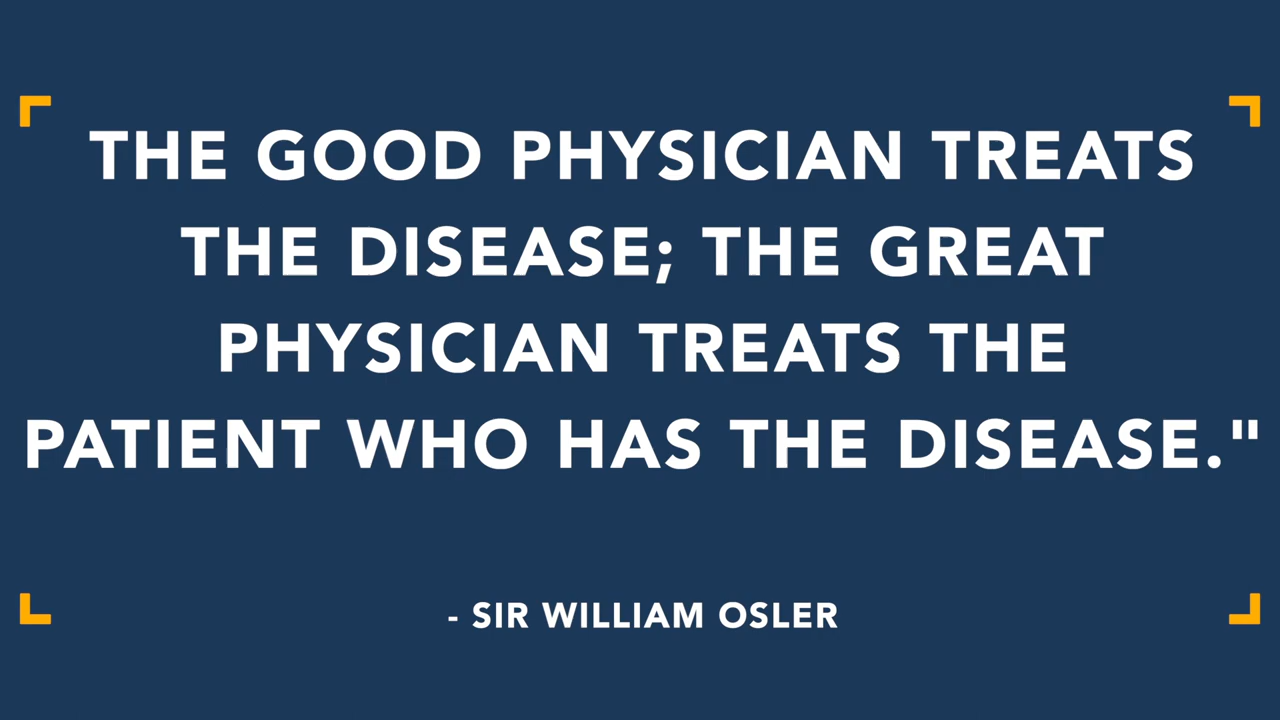 THE GOOD PHYSICIAN TREATS
THE DISEASE; THE GREAT
PHYSICIAN TREATS THE
PATIENT WHO HAS THE DISEASE."
- SIR WILLIAM OSLER